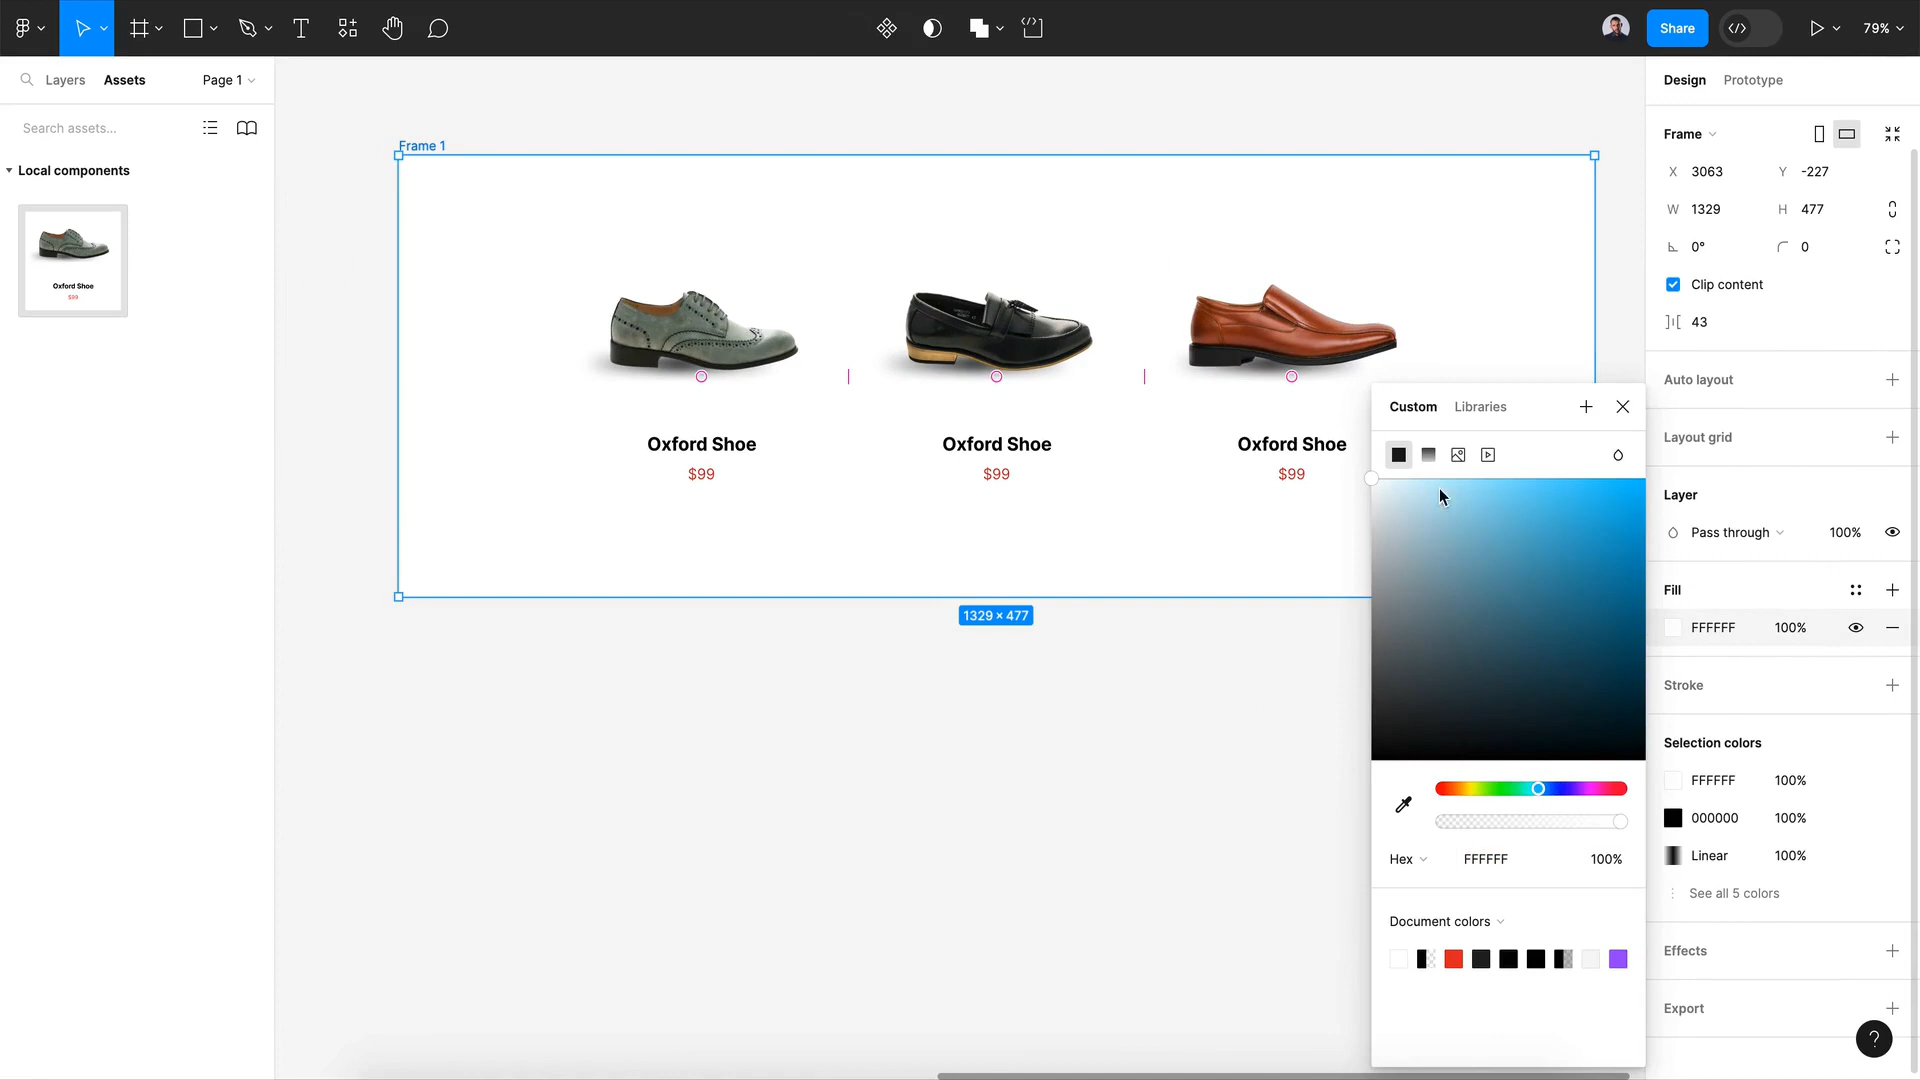 Share
79%
Layers
Assets
Page 1
Search assets...
Local components
Oxford Shoe
$99
Frame 1
Oxford Shoe
$99
Oxford Shoe
$99
Oxford Shoe
$99
1329 × 477
Custom
Libraries
Hex
FFFFFF
100%
Document colors
Design
Prototype
Frame
X 3063
Y -227
W 1329
H 477
0°
0
Clip content
43
Auto layout
Layout grid
Layer
Pass through
100%
Fill
FFFFFF
100%
Stroke
Selection colors
FFFFFF 100%
000000 100%
Linear 100%
See all 5 colors
Effects
Export
?